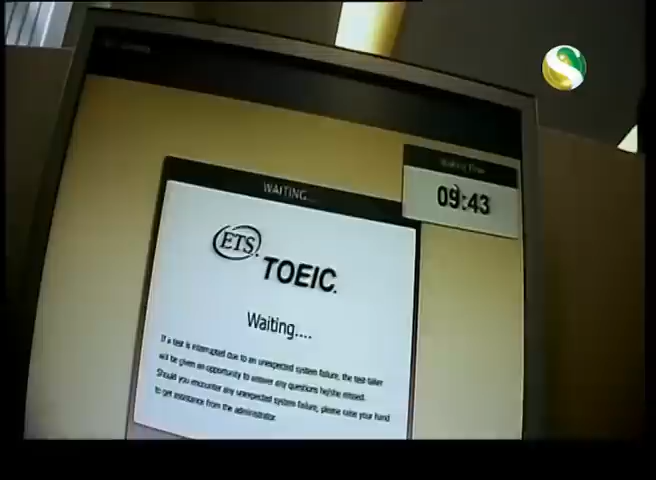 WAITING...
Waiting Time
09:43
ETS.
TOEIC.
Waiting....
If a test is interrupted due to an unexpected system failure, the test taker
will be given an opportunity to answer any questions he/she missed.
Should you encounter any unexpected system failure, please raise your hand
to get assistance from the administrator.